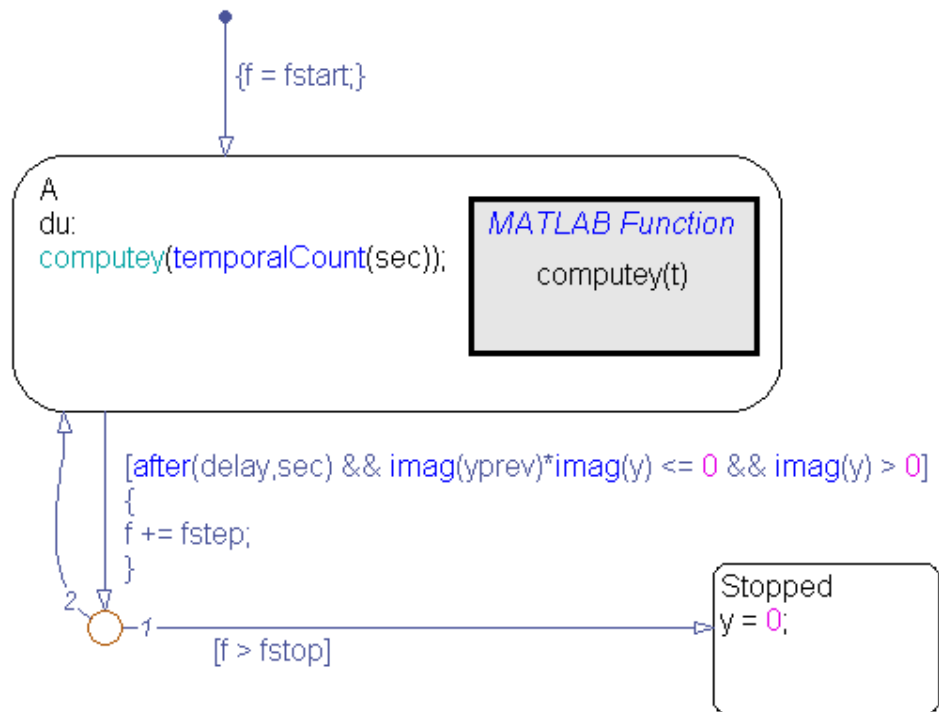 {f = fstart;}
A
du:
computey(temporalCount(sec));
MATLAB Function
computey(t)
[after(delay,sec) && imag(yprev)*imag(y) <= 0 && imag(y) > 0]
{
f += fstep;
}
2
1
[f > fstop]
Stopped
y = 0;